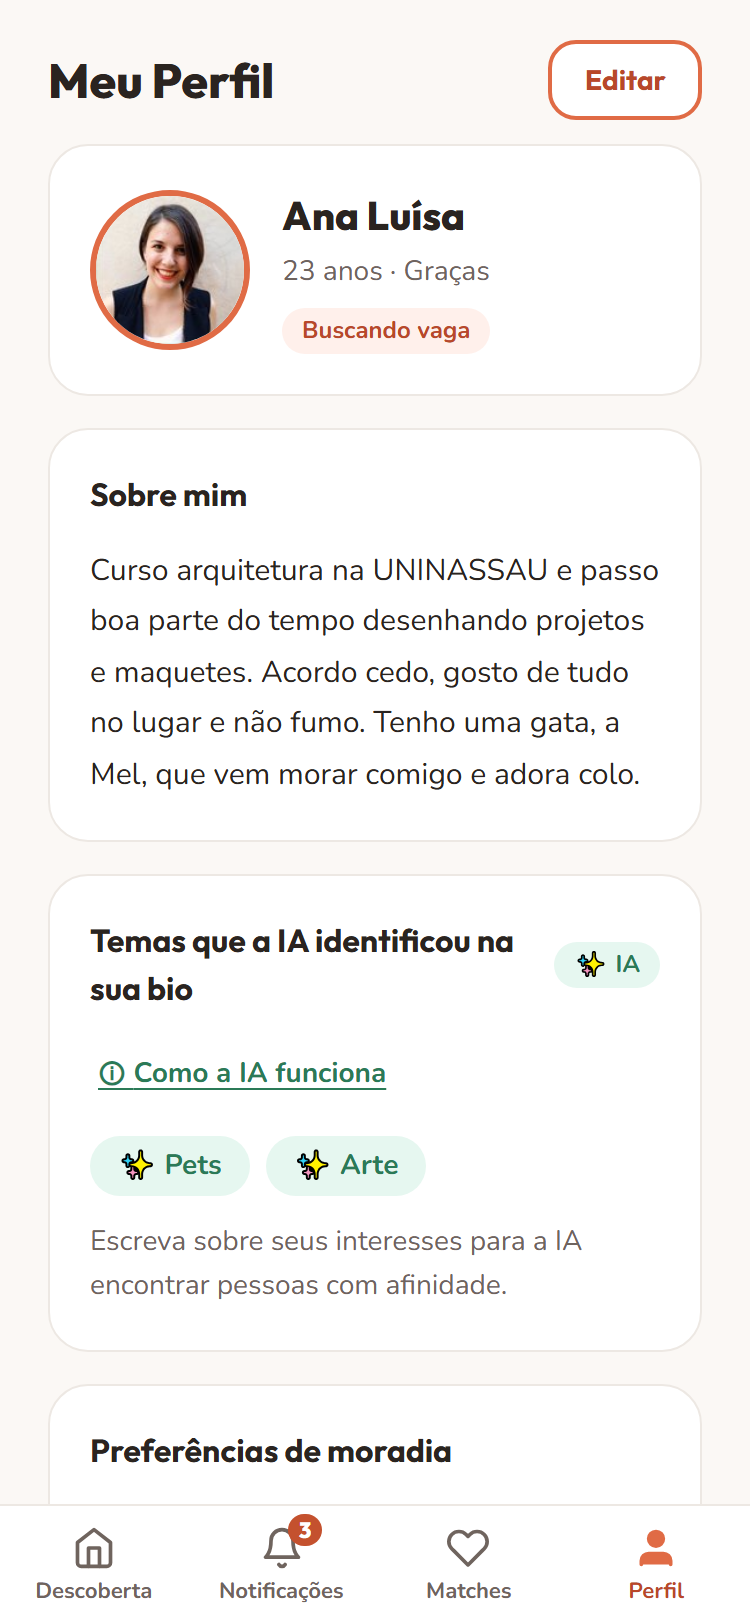 Meu Perfil
Editar
Ana Luísa
23 anos · Graças
Buscando vaga
Sobre mim
Curso arquitetura na UNINASSAU e passo
boa parte do tempo desenhando projetos
e maquetes. Acordo cedo, gosto de tudo
no lugar e não fumo. Tenho uma gata, a
Mel, que vem morar comigo e adora colo.
Temas que a IA identificou na
sua bio
✨ IA
ⓘ Como a IA funciona
✨ Pets
✨ Arte
Escreva sobre seus interesses para a IA
encontrar pessoas com afinidade.
Preferências de moradia
3
Descoberta
Notificações
Matches
Perfil